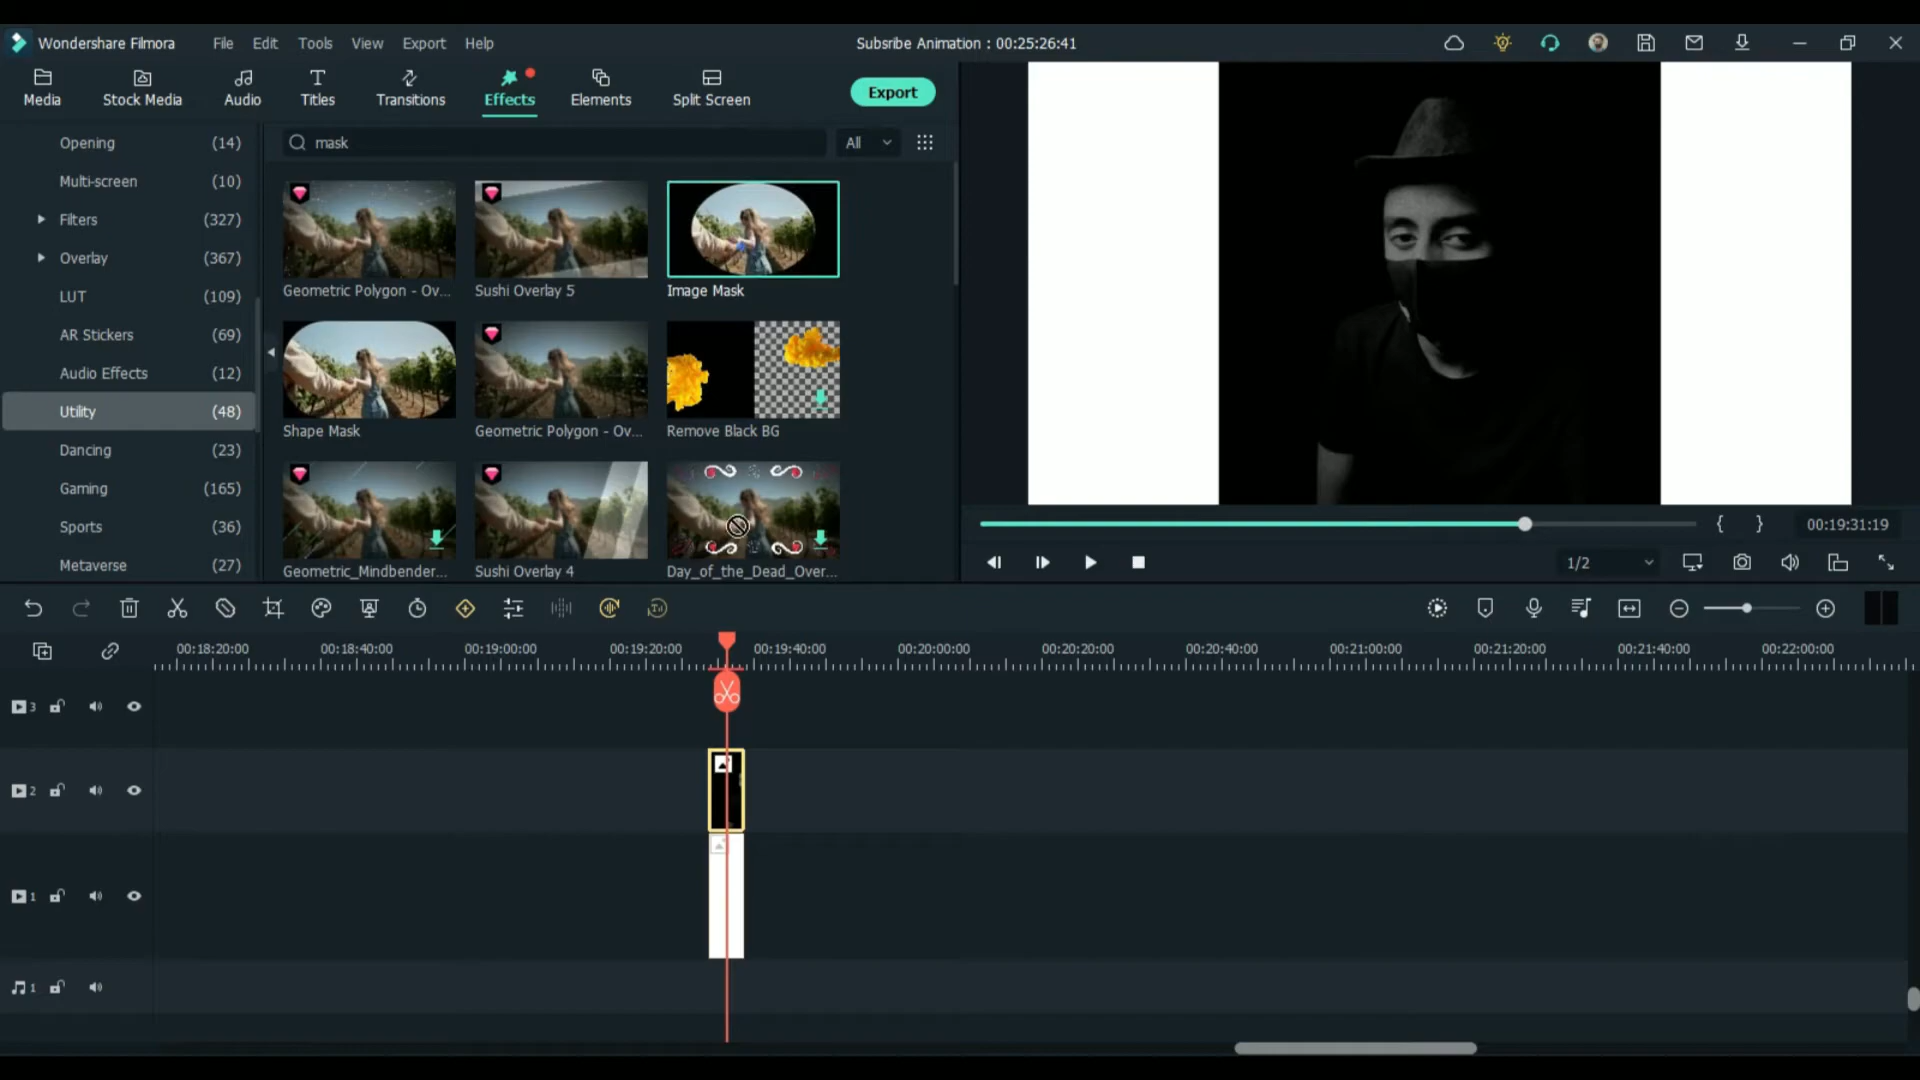 Wondershare Filmora File Edit Tools View Export Help Subsribe Animation : 00:25:26:41
Media Stock Media Audio Titles Transitions Effects Elements Split Screen Export
Opening (14)
Multi-screen (10)
Filters (327)
Overlay (367)
LUT (109)
AR Stickers (69)
Audio Effects (12)
Utility (48)
Dancing (23)
Gaming (165)
Sports (36)
Metaverse (27)
mask All
Geometric Polygon - Ov... Sushi Overlay 5 Image Mask
Shape Mask Geometric Polygon - Ov... Remove Black BG
Geometric_Mindbender... Sushi Overlay 4 Day_of_the_Dead_Over...
{ } 00:19:31:19
1/2
00:18:20:00 00:18:40:00 00:19:00:00 00:19:20:00 00:19:40:00 00:20:00:00 00:20:20:00 00:20:40:00 00:21:00:00 00:21:20:00 00:21:40:00 00:22:00:00
3
2
1
1